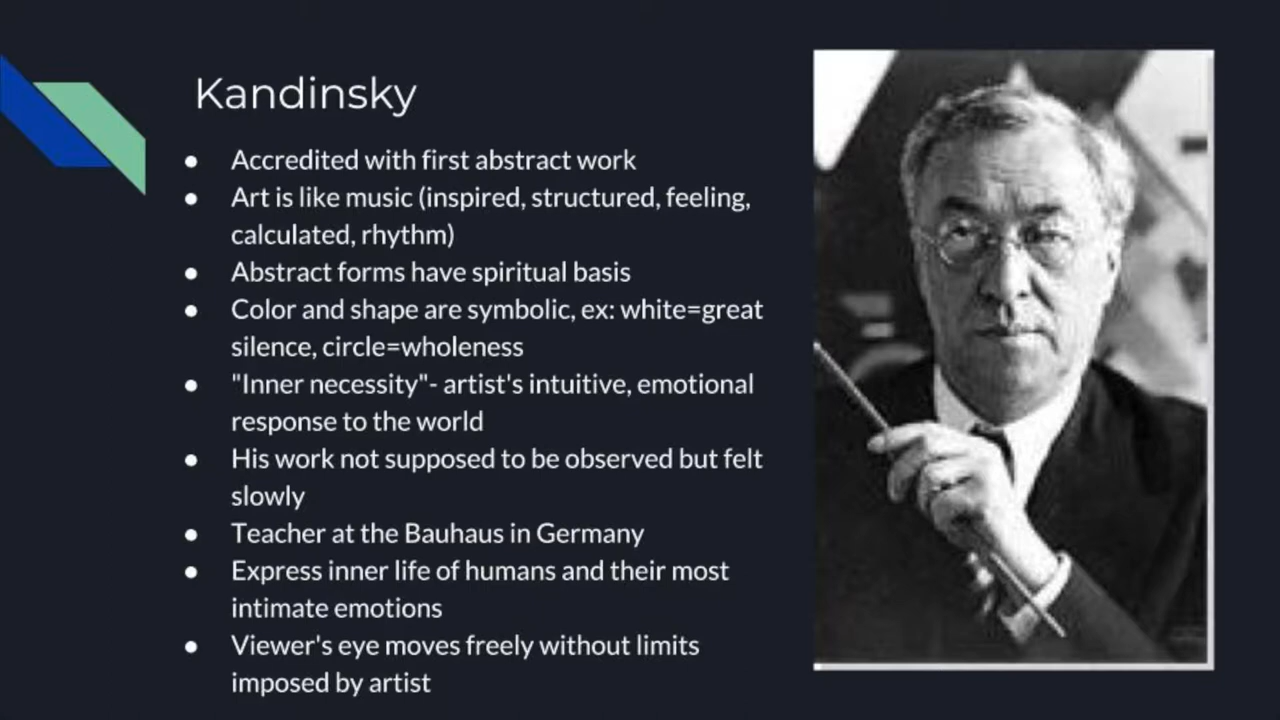 Kandinsky
● Accredited with first abstract work
● Art is like music (inspired, structured, feeling,
calculated, rhythm)
● Abstract forms have spiritual basis
● Color and shape are symbolic, ex: white=great
silence, circle=wholeness
● "Inner necessity"- artist's intuitive, emotional
response to the world
● His work not supposed to be observed but felt
slowly
● Teacher at the Bauhaus in Germany
● Express inner life of humans and their most
intimate emotions
● Viewer's eye moves freely without limits
imposed by artist